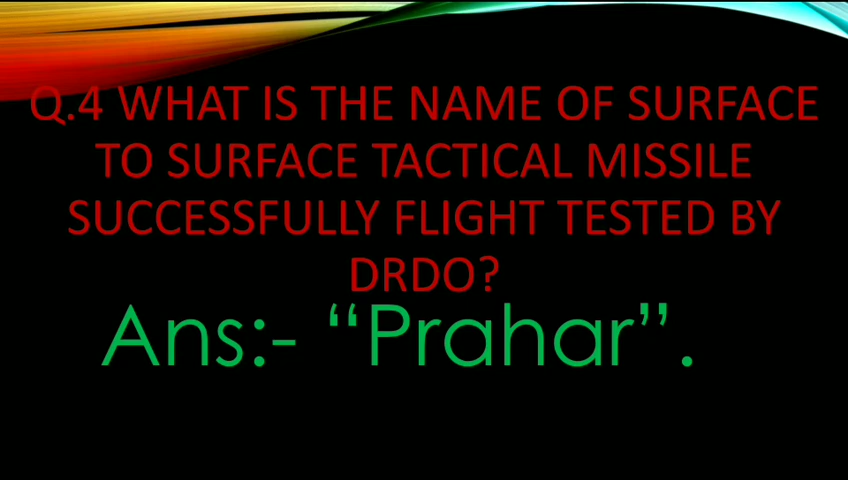 Q.4 WHAT IS THE NAME OF SURFACE
TO SURFACE TACTICAL MISSILE
SUCCESSFULLY FLIGHT TESTED BY
DRDO?
Ans:- “Prahar”.